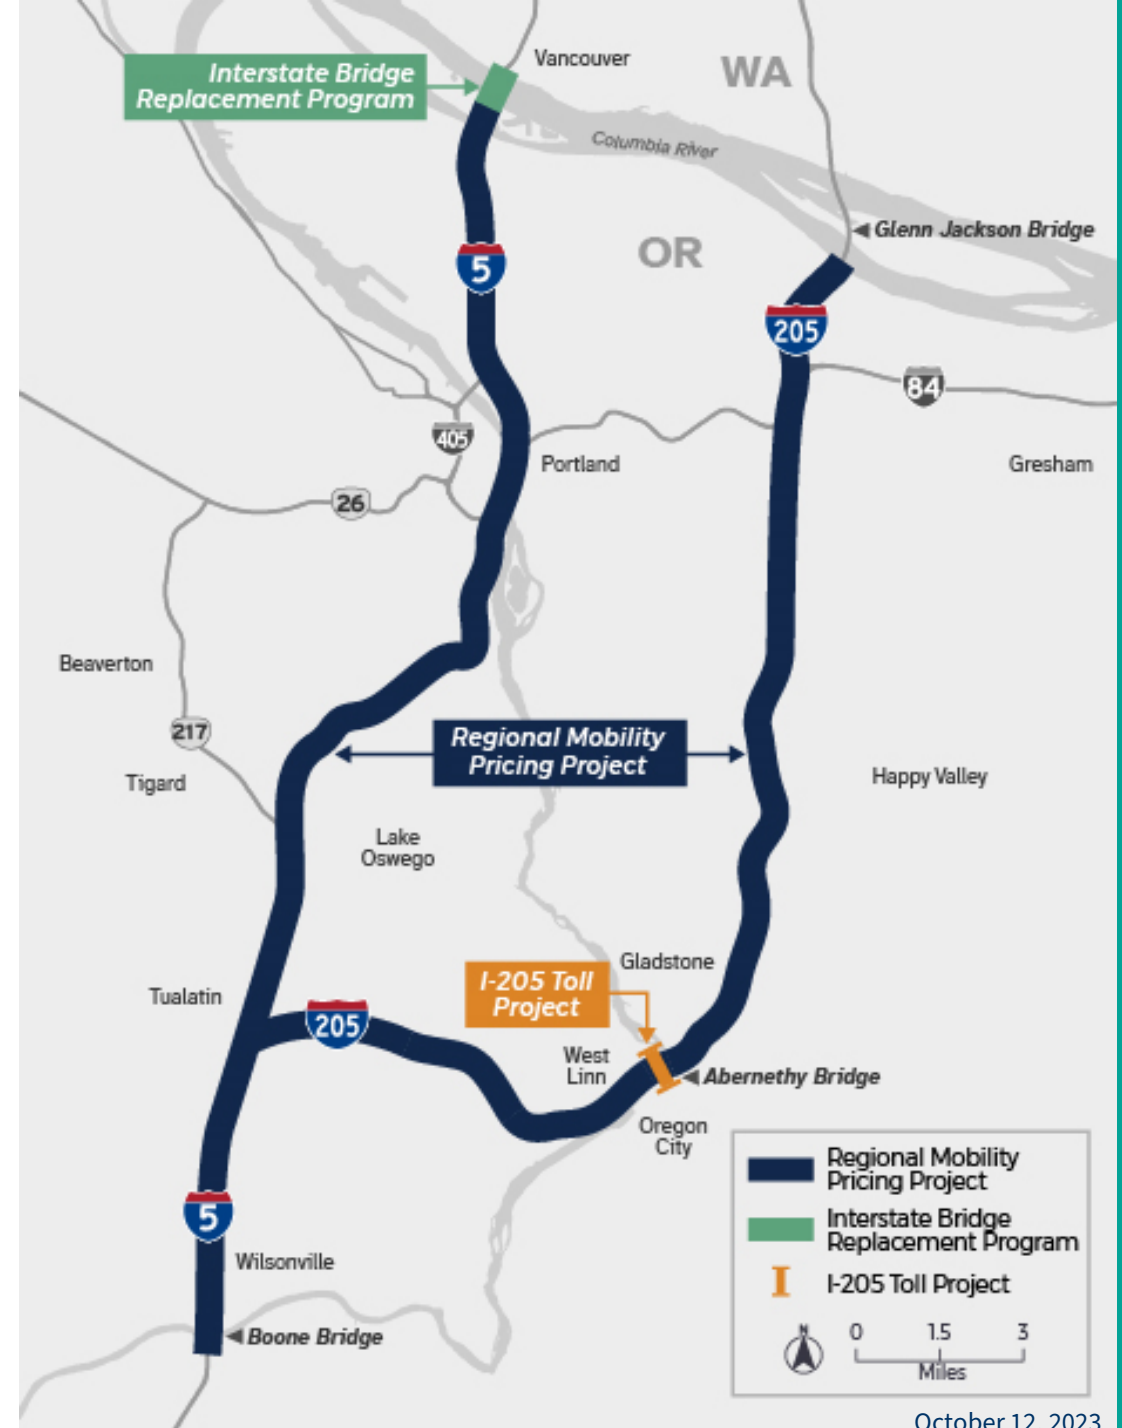 Vancouver
WA
Interstate Bridge
Replacement Program
Columbia River
Glenn Jackson Bridge
OR
5
205
84
405
Portland
Gresham
26
Beaverton
217
Regional Mobility
Pricing Project
Tigard
Happy Valley
Lake
Oswego
Gladstone
I-205 Toll
Project
Tualatin
205
West
Linn
Abernethy Bridge
Oregon
City
5
Wilsonville
Boone Bridge
Regional Mobility
Pricing Project
Interstate Bridge
Replacement Program
I-205 Toll Project
N
0 1.5 3
Miles
October 12, 2023